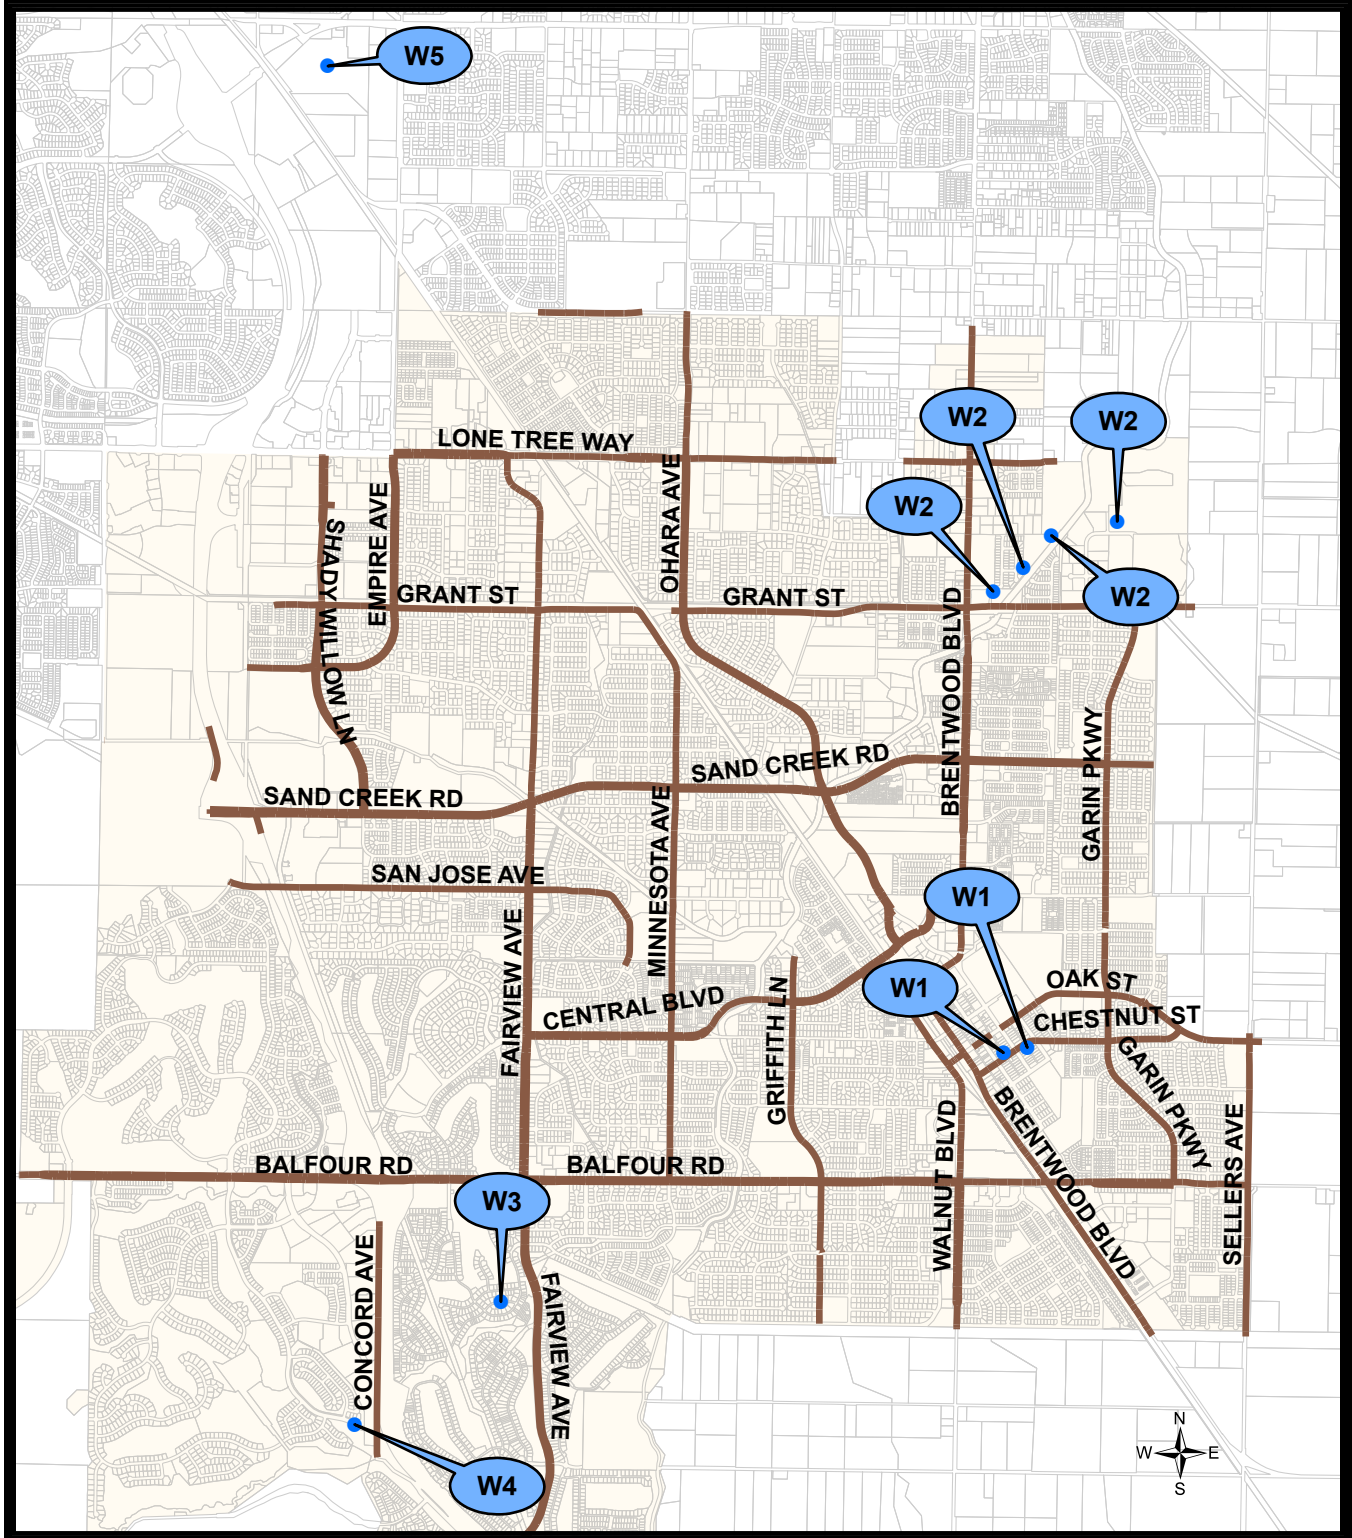 W5
W2
W2
LONE TREE WAY
OHARA AVE
W2
EMPIRE AVE
SHADY WILLOW LN
GRANT ST
GRANT ST
W2
BRENTWOOD BLVD
GARIN PKWY
SAND CREEK RD
SAND CREEK RD
MINNESOTA AVE
SAN JOSE AVE
W1
FAIRVIEW AVE
W1
OAK ST
CENTRAL BLVD
GRIFFITH LN
CHESTNUT ST
GARIN PKWY
BRENTWOOD BLVD
WALNUT BLVD
SELLERS AVE
BALFOUR RD
BALFOUR RD
W3
CONCORD AVE
FAIRVIEW AVE
W4
N
W E
S